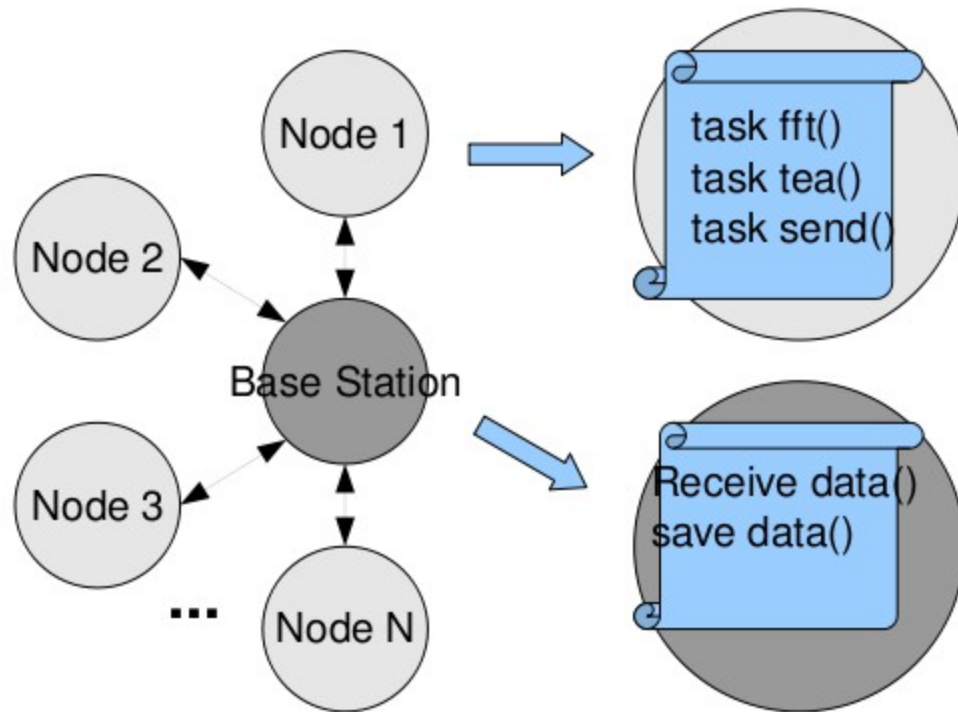 Node 1
task fft()
task tea()
task send()
Node 2
Base Station
Node 3
Receive data()
save data()
...
Node N